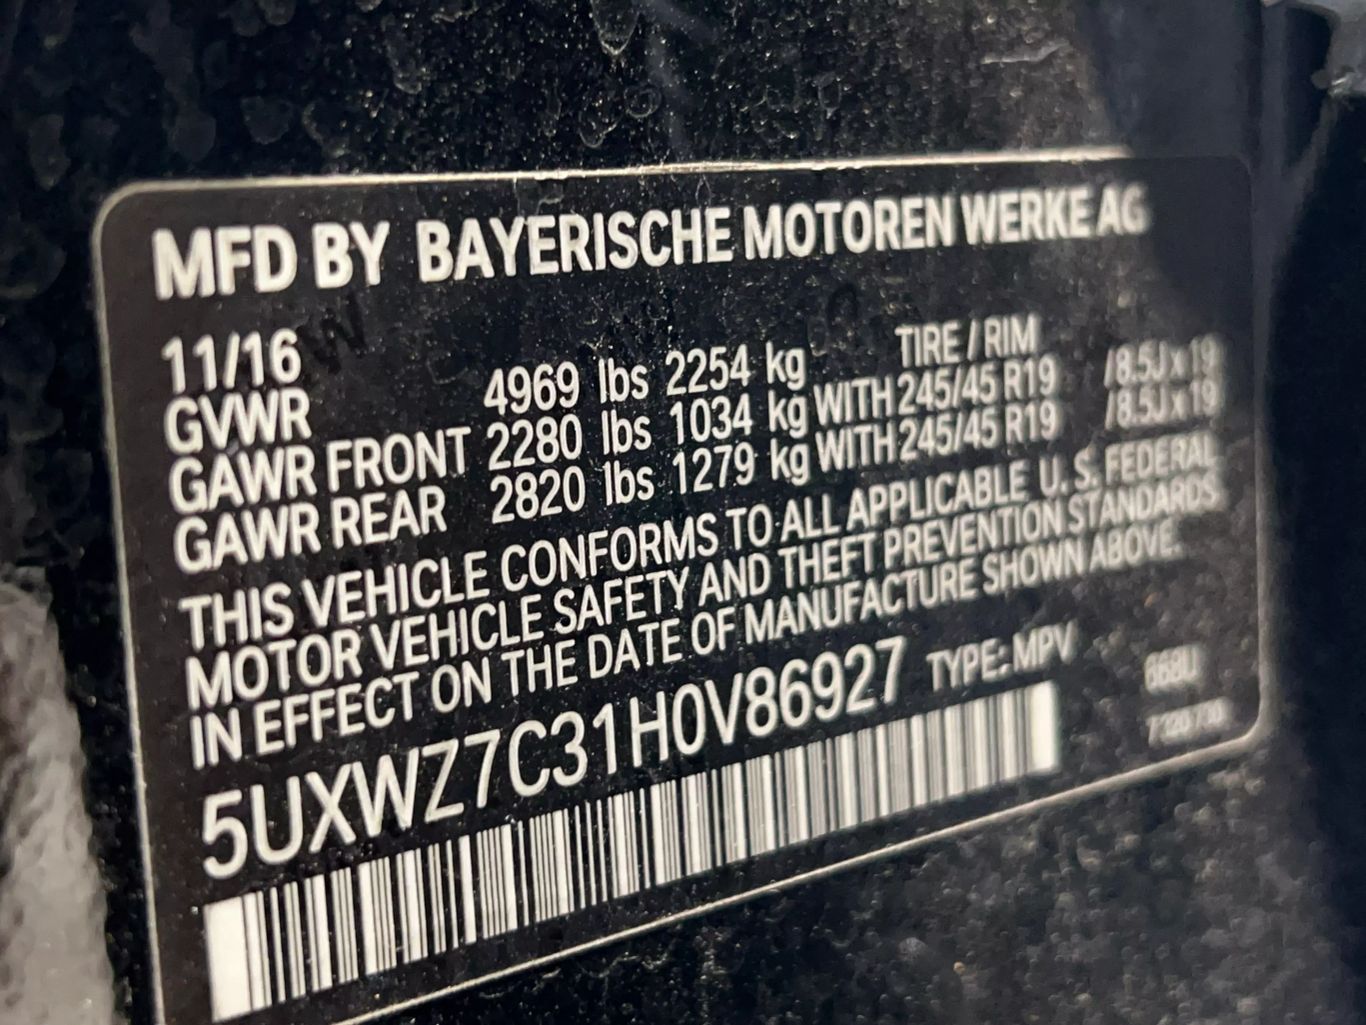 MFD BY BAYERISCHE MOTOREN WERKE AG
11/16 TIRE / RIM
GVWR 4969 lbs 2254 kg
GAWR FRONT 2280 lbs 1034 kg WITH 245/45 R19 /8.5J x 19
GAWR REAR 2820 lbs 1279 kg WITH 245/45 R19 /8.5J x 19
THIS VEHICLE CONFORMS TO ALL APPLICABLE U. S. FEDERAL
MOTOR VEHICLE SAFETY AND THEFT PREVENTION STANDARDS
IN EFFECT ON THE DATE OF MANUFACTURE SHOWN ABOVE.
5UXWZ7C31H0V86927 TYPE: MPV